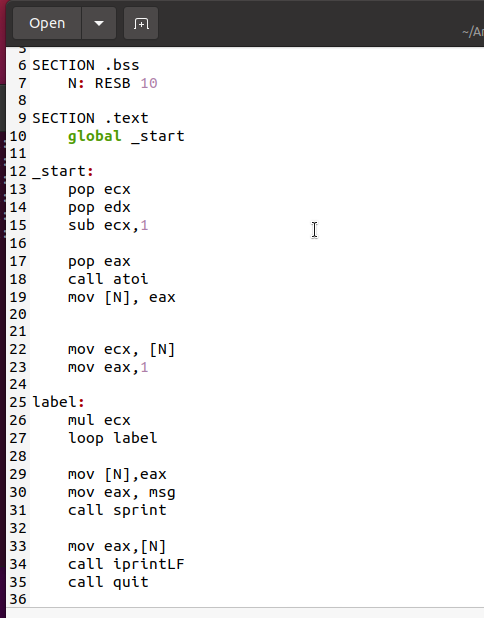 Open
~/Ar
5
6 SECTION .bss
7     N: RESB 10
8
9 SECTION .text
10     global _start
11
12 _start:
13     pop ecx
14     pop edx
15     sub ecx,1
16
17     pop eax
18     call atoi
19     mov [N], eax
20
21
22     mov ecx, [N]
23     mov eax,1
24
25 label:
26     mul ecx
27     loop label
28
29     mov [N],eax
30     mov eax, msg
31     call sprint
32
33     mov eax,[N]
34     call iprintLF
35     call quit
36